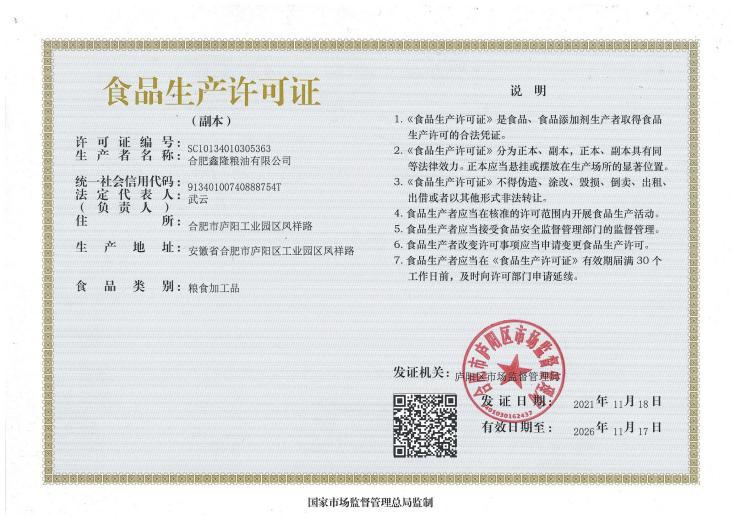 食品生产许可证
（副本）
许可证编号：SC10134010305363
生产者名称：合肥鑫隆粮油有限公司
统一社会信用代码：91340100740888754T
法定代表人：武云
（负责人）
住所：合肥市庐阳工业园区凤祥路
生产地址：安徽省合肥市庐阳区工业园区凤祥路
食品类别：粮食加工品
说 明
1. 《食品生产许可证》是食品、食品添加剂生产者取得食品
生产许可的合法凭证。
2. 《食品生产许可证》分为正本、副本，正本、副本具有同
等法律效力。正本应当悬挂或摆放在生产场所的显著位置。
3. 《食品生产许可证》不得伪造、涂改、毁损、倒卖、出租、
出借或者以其他形式非法转让。
4. 食品生产者应当在核准的许可范围内开展食品生产活动。
5. 食品生产者应当接受食品安全监督管理部门的监督管理。
6. 食品生产者改变许可事项应当申请变更食品生产许可。
7. 食品生产者应当在《食品生产许可证》有效期届满 30 个
工作日前，及时向许可部门申请延续。
发证机关：庐阳区市场监督管理局
合肥市庐阳区市场监督管理局
发证日期：2021年 11月 18日
有效日期至：2026年 11月 17日
国家市场监督管理总局监制